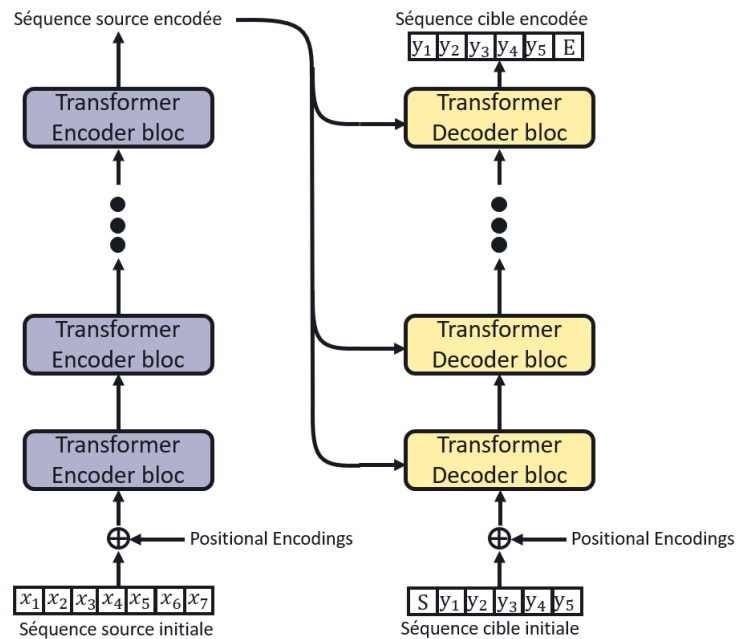 Séquence source encodée
Séquence cible encodée
y₁ y₂ y₃ y₄ y₅ E
Transformer
Encoder bloc
Transformer
Decoder bloc
Transformer
Encoder bloc
Transformer
Decoder bloc
Transformer
Encoder bloc
Transformer
Decoder bloc
Positional Encodings
Positional Encodings
x₁ x₂ x₃ x₄ x₅ x₆ x₇
S y₁ y₂ y₃ y₄ y₅
Séquence source initiale
Séquence cible initiale